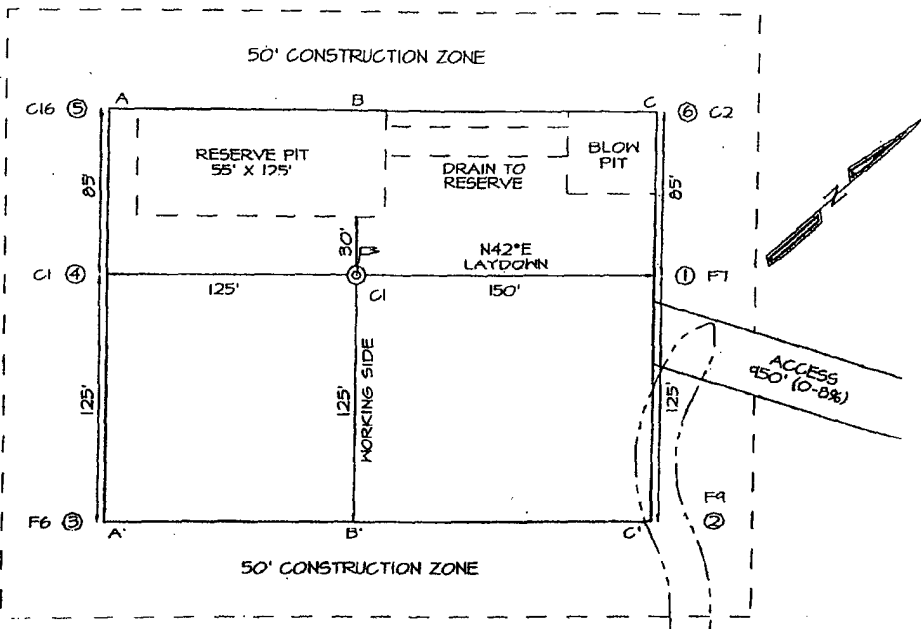 50' CONSTRUCTION ZONE
C16 ⑤
A
B
C
⑥ C2
RESERVE PIT
55' X 125'
DRAIN TO
RESERVE
BLOW
PIT
85'
85'
N
30'
N42°E
LAYDOWN
C1 ④
125'
C1
150'
① F7
ACCESS
950' (0-8%)
125'
125'
WORKING SIDE
125'
F6 ③
A'
B'
C'
F9
②
50' CONSTRUCTION ZONE